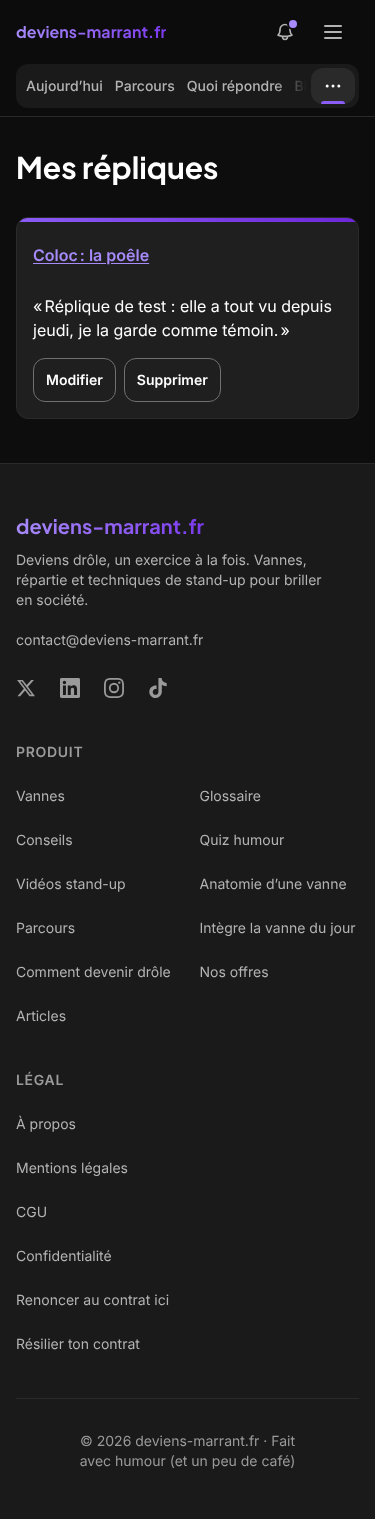 deviens-marrant.fr
Aujourd’hui Parcours Quoi répondre
Mes répliques
Coloc : la poêle
« Réplique de test : elle a tout vu depuis
jeudi, je la garde comme témoin. »
Modifier Supprimer
deviens-marrant.fr
Deviens drôle, un exercice à la fois. Vannes,
répartie et techniques de stand-up pour briller
en société.
contact@deviens-marrant.fr
PRODUIT
Vannes Glossaire
Conseils Quiz humour
Vidéos stand-up Anatomie d’une vanne
Parcours Intègre la vanne du jour
Comment devenir drôle Nos offres
Articles
LÉGAL
À propos
Mentions légales
CGU
Confidentialité
Renoncer au contrat ici
Résilier ton contrat
© 2026 deviens-marrant.fr · Fait
avec humour (et un peu de café)